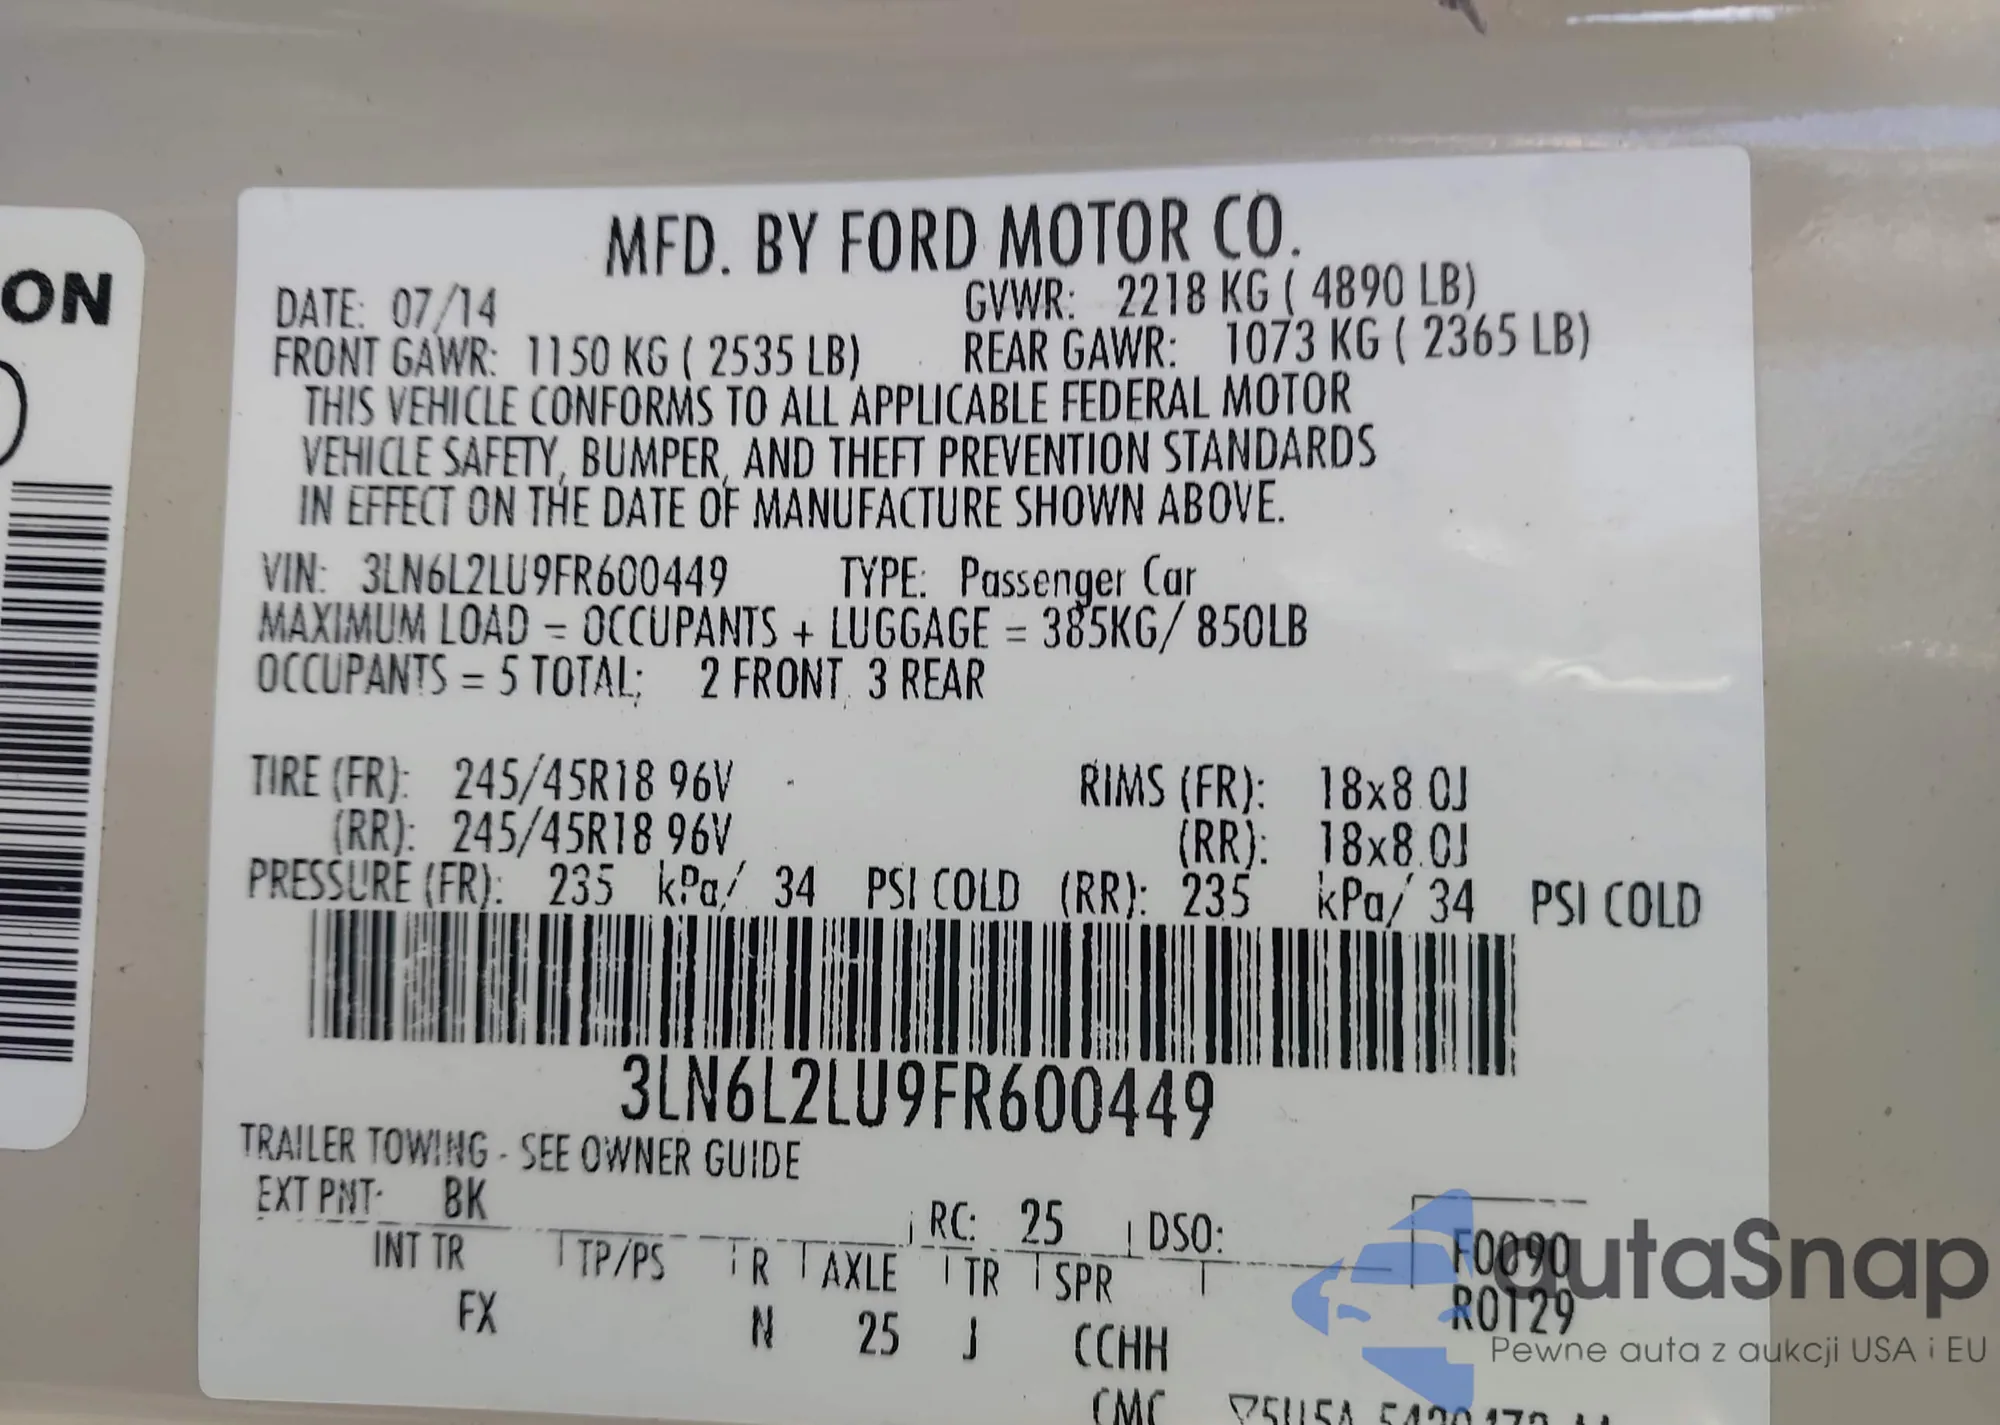 ON
MFD. BY FORD MOTOR CO.
DATE: 07/14 GVWR: 2218 KG ( 4890 LB)
FRONT GAWR: 1150 KG ( 2535 LB) REAR GAWR: 1073 KG ( 2365 LB)
THIS VEHICLE CONFORMS TO ALL APPLICABLE FEDERAL MOTOR
VEHICLE SAFETY, BUMPER, AND THEFT PREVENTION STANDARDS
IN EFFECT ON THE DATE OF MANUFACTURE SHOWN ABOVE.
VIN: 3LN6L2LU9FR600449 TYPE: Passenger Car
MAXIMUM LOAD = OCCUPANTS + LUGGAGE = 385KG/ 850LB
OCCUPANTS = 5 TOTAL: 2 FRONT, 3 REAR
TIRE (FR): 245/45R18 96V RIMS (FR): 18x8.0J
(RR): 245/45R18 96V (RR): 18x8.0J
PRESSURE (FR): 235 kPa/ 34 PSI COLD (RR): 235 kPa/ 34 PSI COLD
3LN6L2LU9FR600449
TRAILER TOWING - SEE OWNER GUIDE
EXT PNT: BK RC: 25 DSO:
INT TR TP/PS R AXLE TR SPR F0090
FX N 25 J CCHH R0129
CMC
autaSnap
Pewne auta z aukcji USA i EU